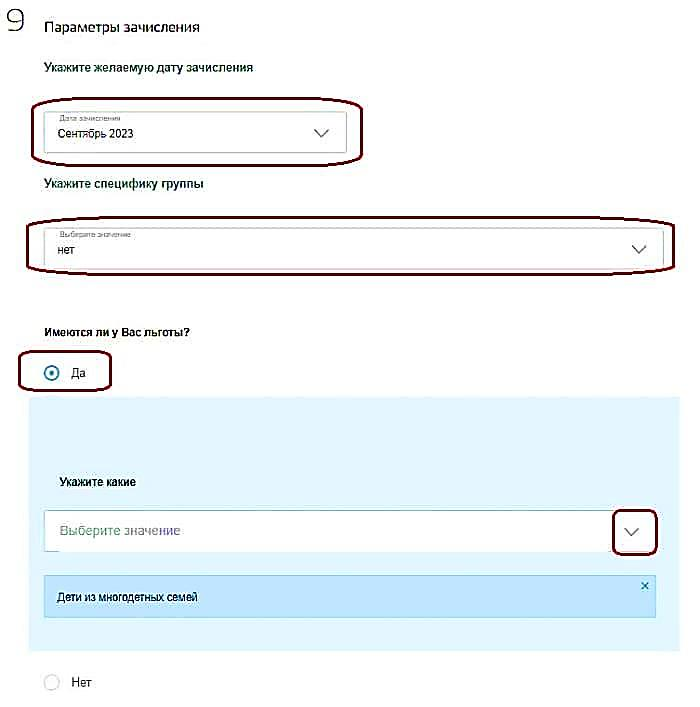 9
Параметры зачисления
Укажите желаемую дату зачисления
Дата зачисления
Сентябрь 2023
Укажите специфику группы
Выберите значение
нет
Имеются ли у Вас льготы?
Да
Укажите какие
Выберите значение
Дети из многодетных семей
Нет